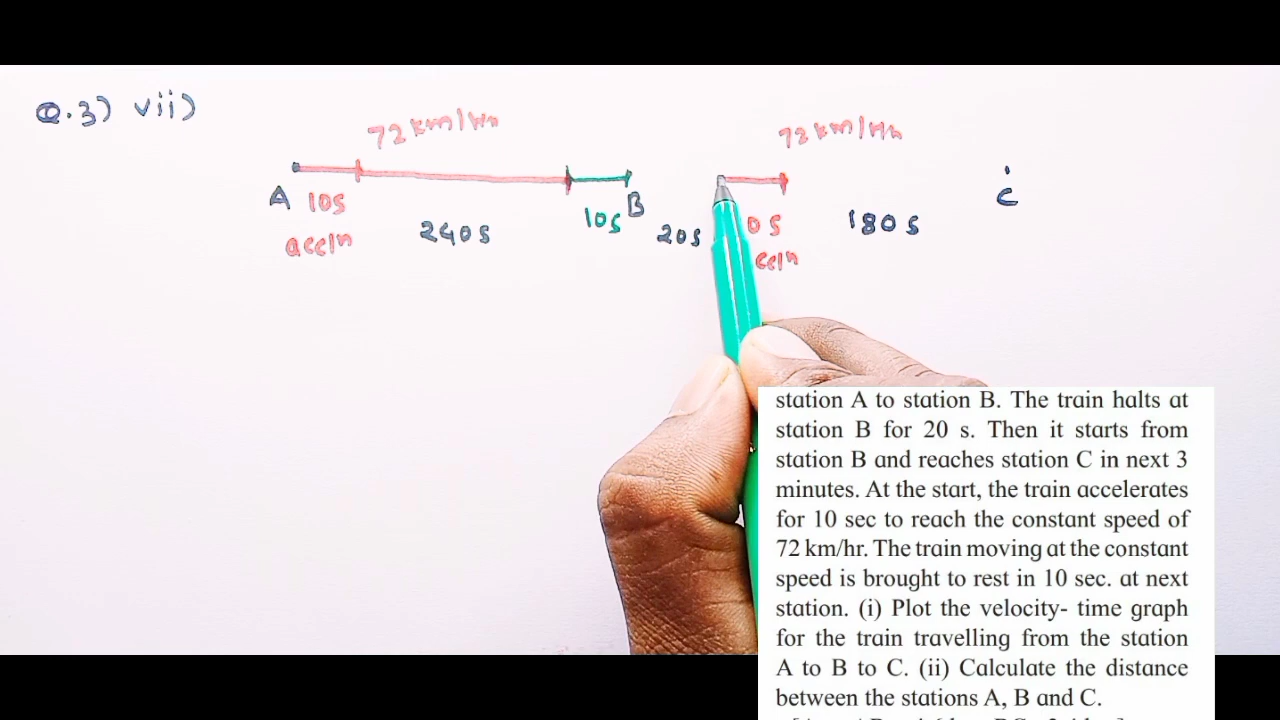 Q.3) vii)
72 km/hr
72 km/hr
A 10s
accln
240s
10s B
20s
0s
ccln
180s
C
station A to station B. The train halts at
station B for 20 s. Then it starts from
station B and reaches station C in next 3
minutes. At the start, the train accelerates
for 10 sec to reach the constant speed of
72 km/hr. The train moving at the constant
speed is brought to rest in 10 sec. at next
station. (i) Plot the velocity- time graph
for the train travelling from the station
A to B to C. (ii) Calculate the distance
between the stations A, B and C.